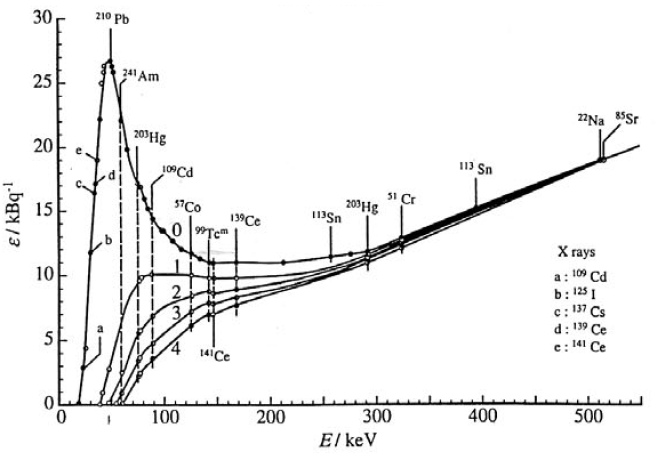 30
25
20
15
10
5
0
ε / kBq⁻¹
0
100
200
300
400
500
E / keV
²¹⁰Pb
²⁴¹Am
²⁰³Hg
¹⁰⁹Cd
⁵⁷Co
⁹⁹Tcᵐ
¹³⁹Ce
¹¹³Sn
²⁰³Hg
⁵¹Cr
¹¹³Sn
²²Na
⁸⁵Sr
¹⁴¹Ce
e
c
d
b
a
0
1
2
3
4
X rays
a : ¹⁰⁹Cd
b : ¹²⁵I
c : ¹³⁷Cs
d : ¹³⁹Ce
e : ¹⁴¹Ce